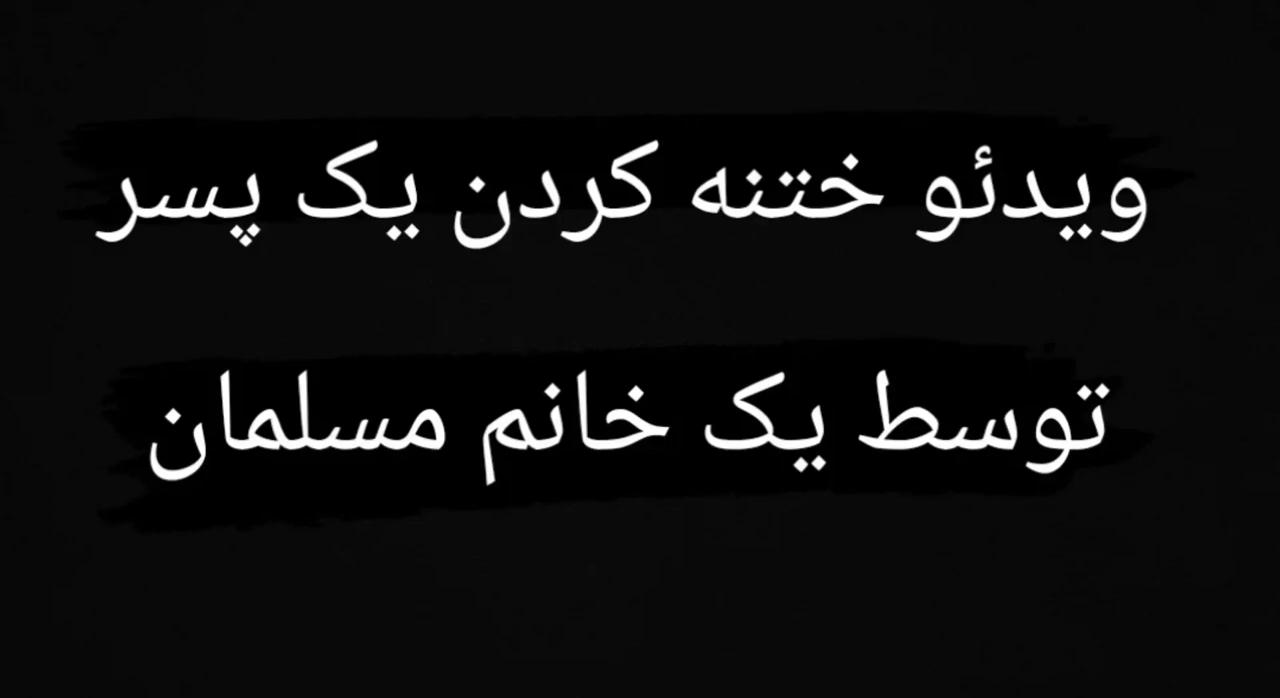 ویدئو ختنه کردن یک پسر
توسط یک خانم مسلمان